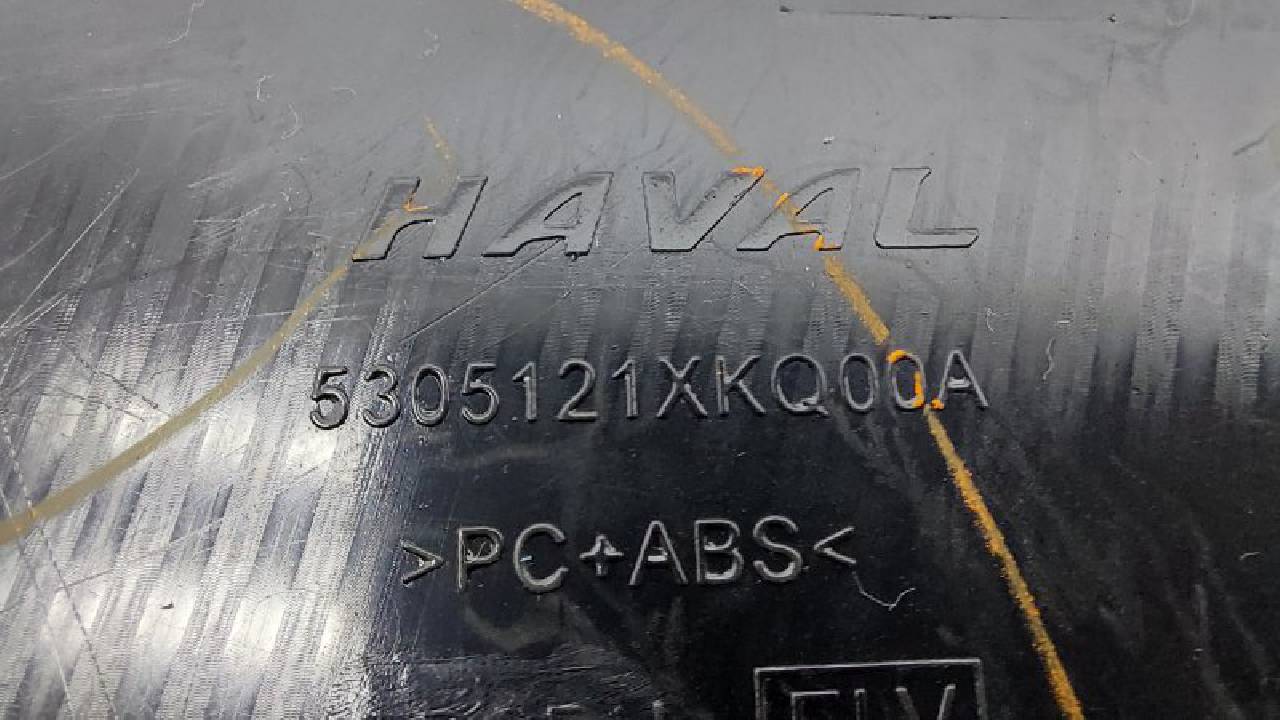 HAVAL
5305121XKQ00A
>PC+ABS<